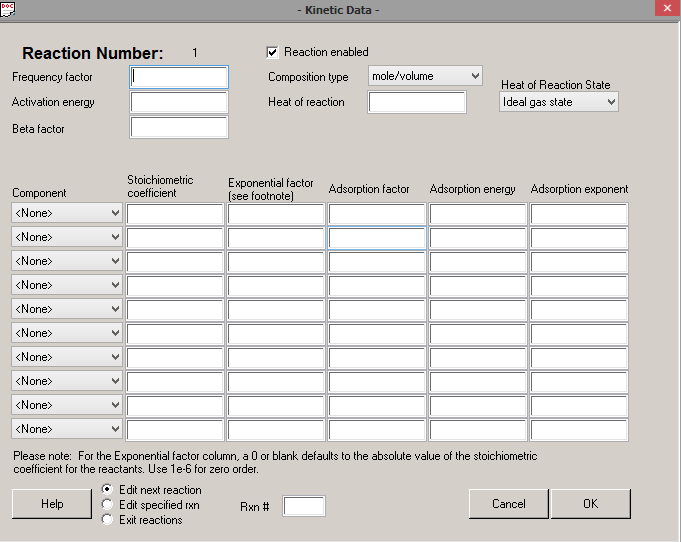 DOC
- Kinetic Data -
Reaction Number: 1
Reaction enabled
Frequency factor
Composition type
mole/volume
Heat of Reaction State
Activation energy
Heat of reaction
Ideal gas state
Beta factor
Component
Stoichiometric
coefficient
Exponential factor
(see footnote)
Adsorption factor
Adsorption energy
Adsorption exponent
<None>
<None>
<None>
<None>
<None>
<None>
<None>
<None>
<None>
<None>
Please note: For the Exponential factor column, a 0 or blank defaults to the absolute value of the stoichiometric
coefficient for the reactants. Use 1e-6 for zero order.
Help
Edit next reaction
Edit specified rxn
Exit reactions
Rxn #
Cancel
OK